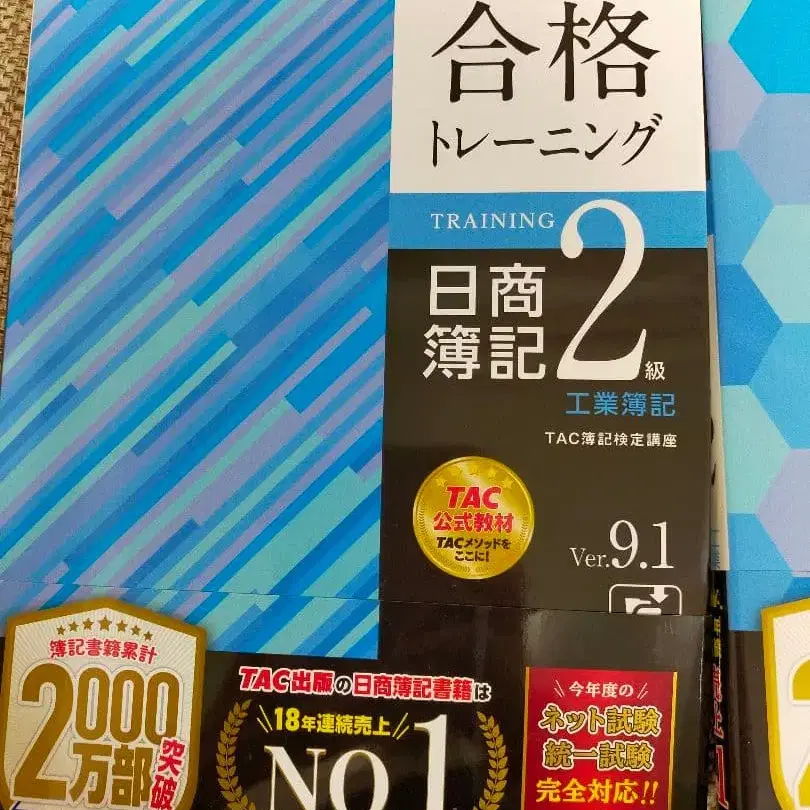 合格
トレーニング
TRAINING
日商
簿記
2級
工業簿記
TAC簿記検定講座
TAC
公式教材
TACメソッドを
ここに!
Ver.9.1
簿記書籍累計
2000
万部
突破
TAC出版の日商簿記書籍は
18年連続売上
NO.1
今年度の
ネット試験
統一試験
完全対応!!